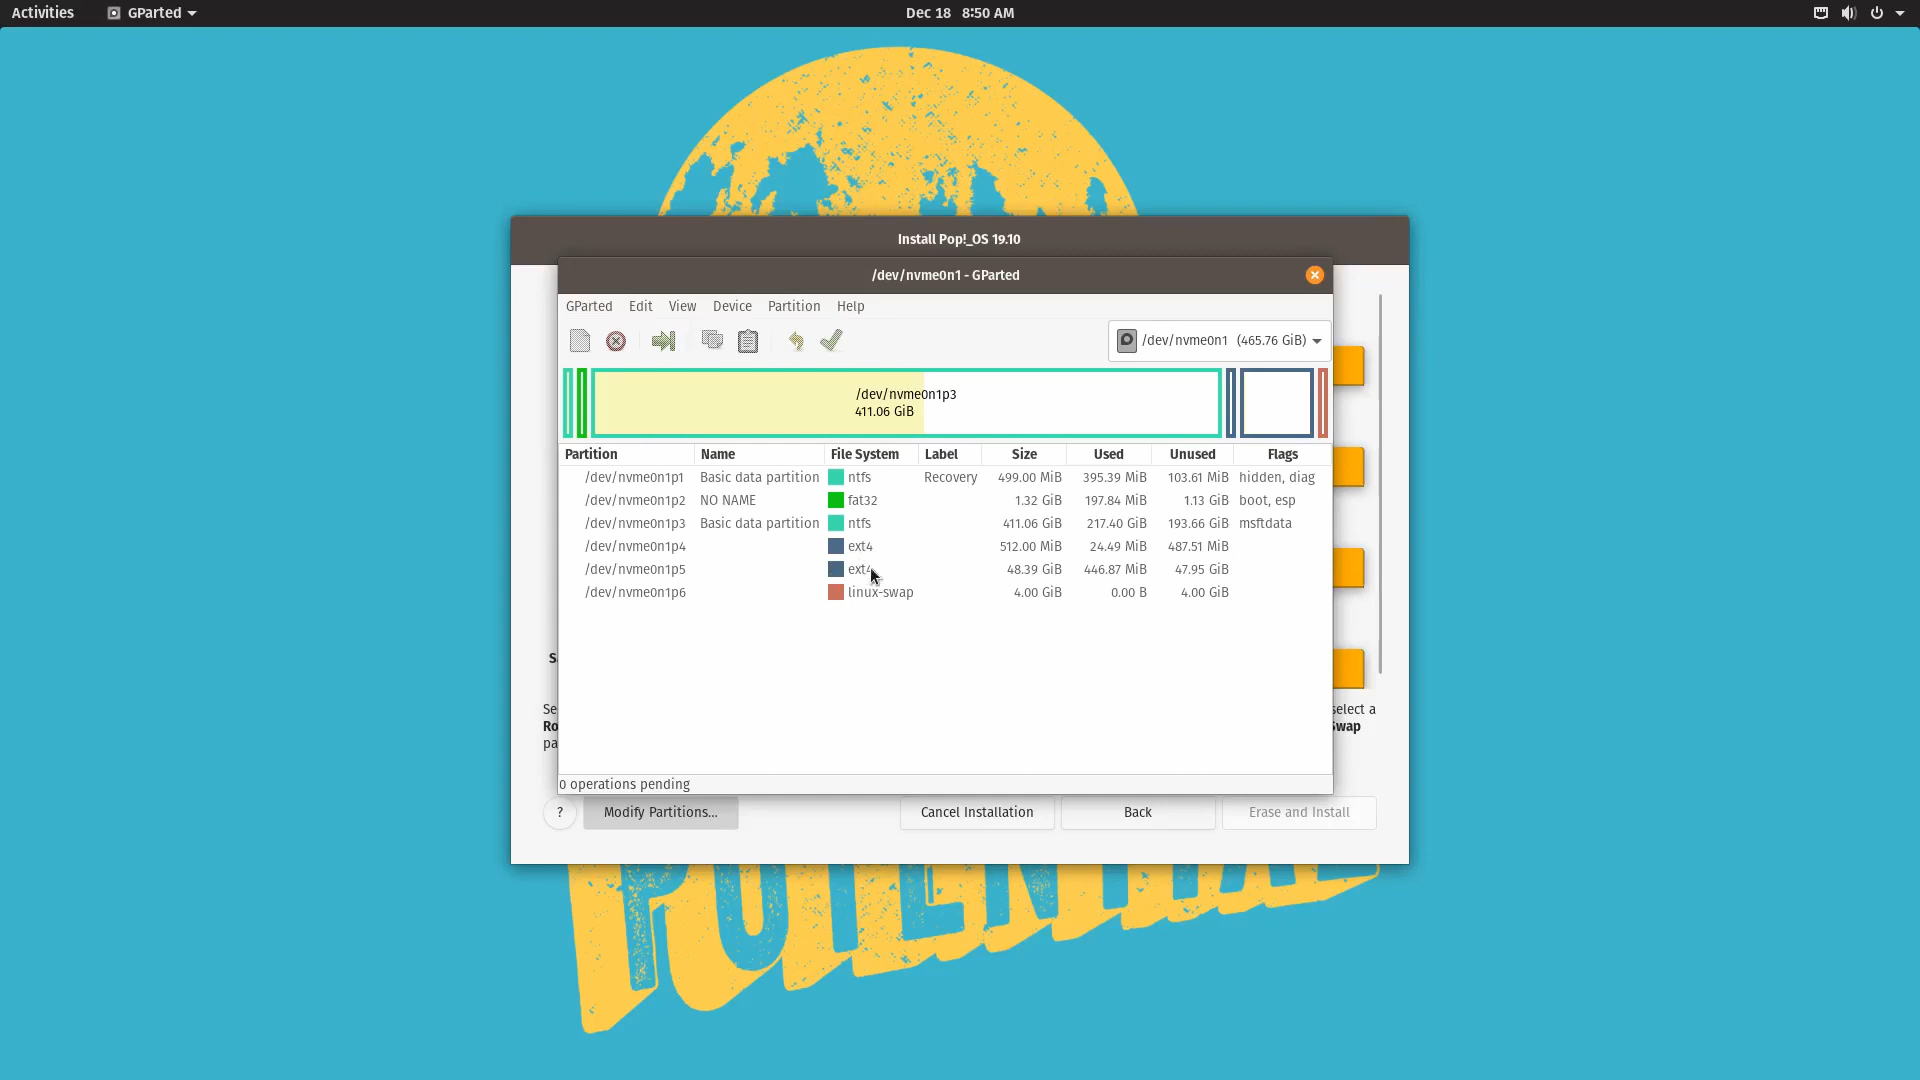 Activities GParted Dec 18 8:50 AM
Install Pop!_OS 19.10
/dev/nvme0n1 - GParted
GParted Edit View Device Partition Help
/dev/nvme0n1 (465.76 GiB)
/dev/nvme0n1p3
411.06 GiB
Partition Name File System Label Size Used Unused Flags
/dev/nvme0n1p1 Basic data partition ntfs Recovery 499.00 MiB 395.39 MiB 103.61 MiB hidden, diag
/dev/nvme0n1p2 NO NAME fat32 1.32 GiB 197.84 MiB 1.13 GiB boot, esp
/dev/nvme0n1p3 Basic data partition ntfs 411.06 GiB 217.40 GiB 193.66 GiB msftdata
/dev/nvme0n1p4 ext4 512.00 MiB 24.49 MiB 487.51 MiB
/dev/nvme0n1p5 ext4 48.39 GiB 446.87 MiB 47.95 GiB
/dev/nvme0n1p6 linux-swap 4.00 GiB 0.00 B 4.00 GiB
select a
Swap
0 operations pending
? Modify Partitions... Cancel Installation Back Erase and Install
POTENTIAL